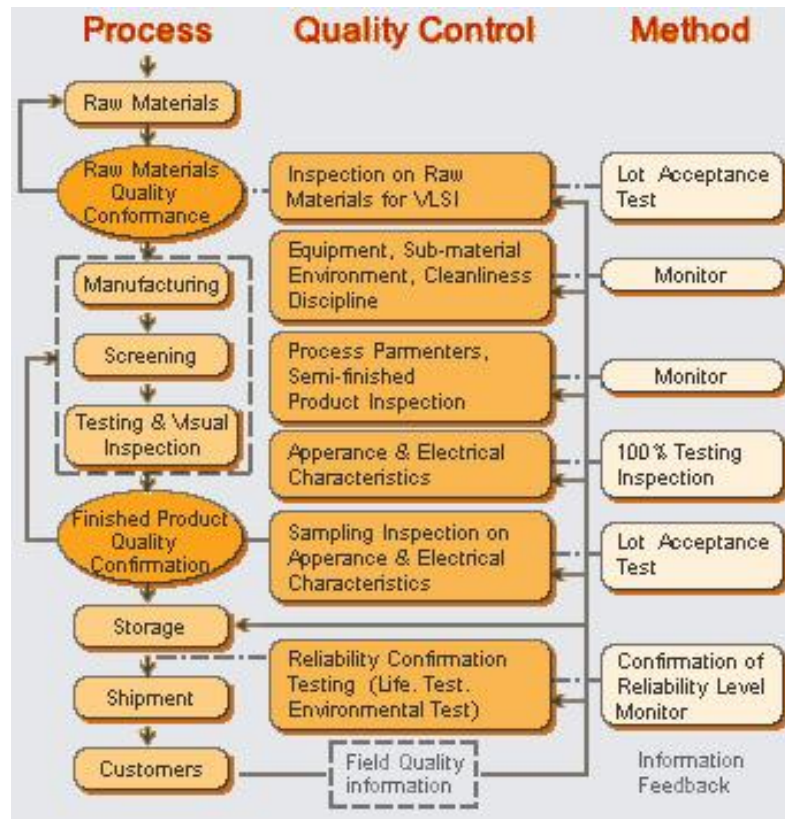 Process
Quality Control
Method
Raw Materials
Raw Materials
Quality
Conformance
Inspection on Raw
Materials for VLSI
Lot Acceptance
Test
Manufacturing
Equipment, Sub-material
Environment, Cleanliness
Discipline
Monitor
Screening
Process Parmenters,
Semi-finished
Product Inspection
Monitor
Testing & Visual
Inspection
Apperance & Electrical
Characteristics
100% Testing
Inspection
Finished Product
Quality
Confirmation
Sampling Inspection on
Apperance & Electrical
Characteristics
Lot Acceptance
Test
Storage
Shipment
Reliability Confirmation
Testing (Life. Test.
Environmental Test)
Confirmation of
Reliability Level
Monitor
Customers
Field Quality
information
Information
Feedback